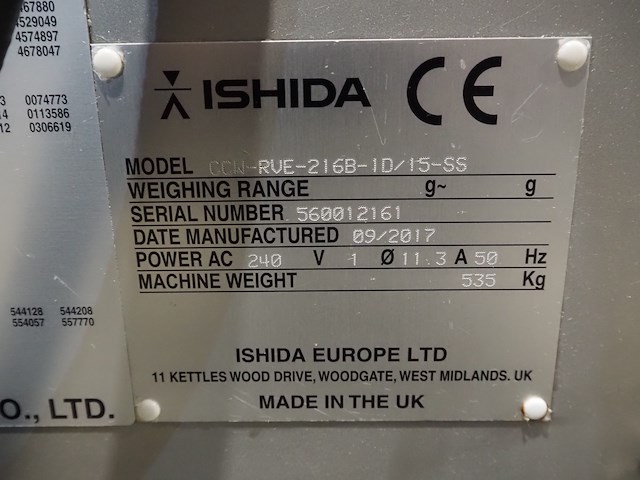 67880
4529049
4574897
4678047
3 0074773
14 0113586
12 0306619
544128 544208
554057 557770
O., LTD.
ISHIDA CE
MODEL CCW-RVE-216B-1D/15-SS
WEIGHING RANGE g~ g
SERIAL NUMBER 560012161
DATE MANUFACTURED 09/2017
POWER AC 240 V 1 Ø 11.3 A 50 Hz
MACHINE WEIGHT 535 Kg
ISHIDA EUROPE LTD
11 KETTLES WOOD DRIVE, WOODGATE, WEST MIDLANDS. UK
MADE IN THE UK